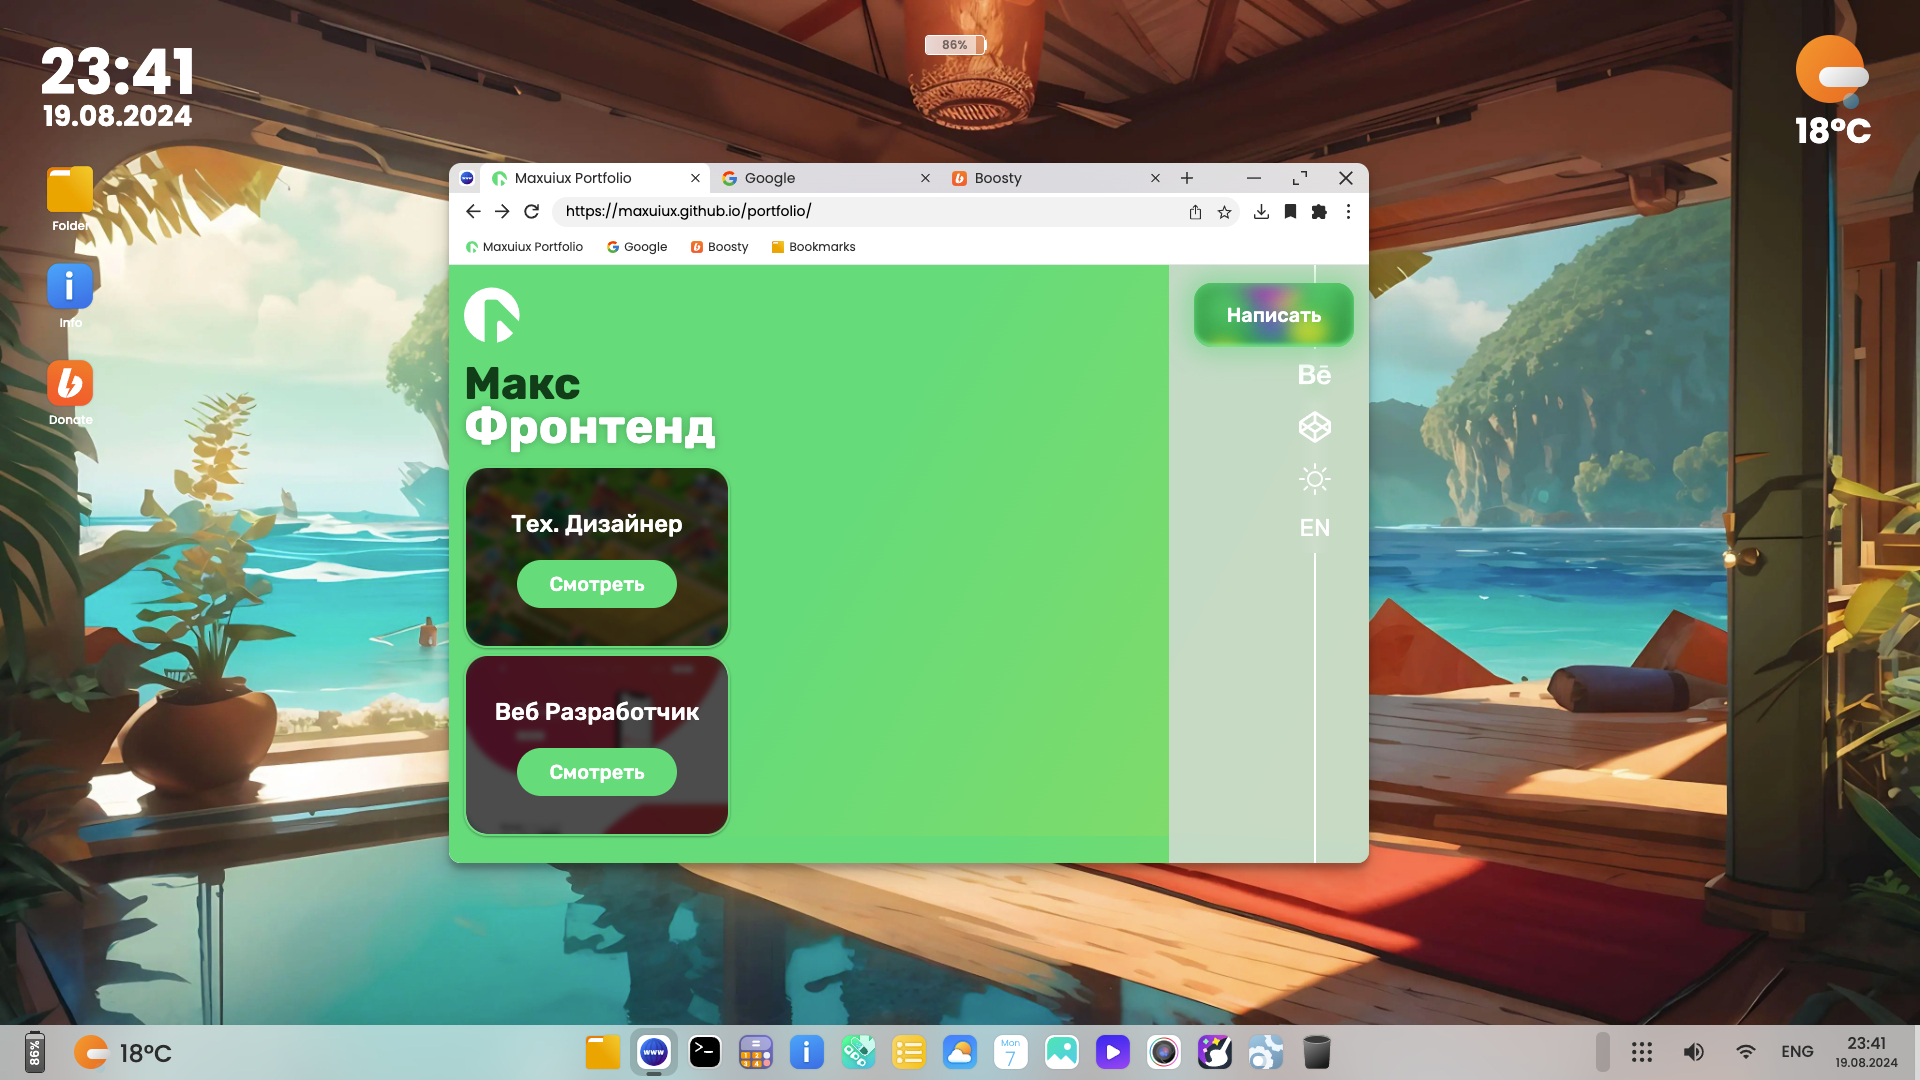 23:41
19.08.2024
86%
18°C
Folder
Info
Donate
Maxuiux Portfolio
Google
Boosty
https://maxuiux.github.io/portfolio/
Maxuiux Portfolio
Google
Boosty
Bookmarks
Макс
Фронтенд
Написать
Bē
EN
Тех. Дизайнер
Смотреть
Веб Разработчик
Смотреть
86%
18°C
www
Mon
7
ENG
23:41
19.08.2024